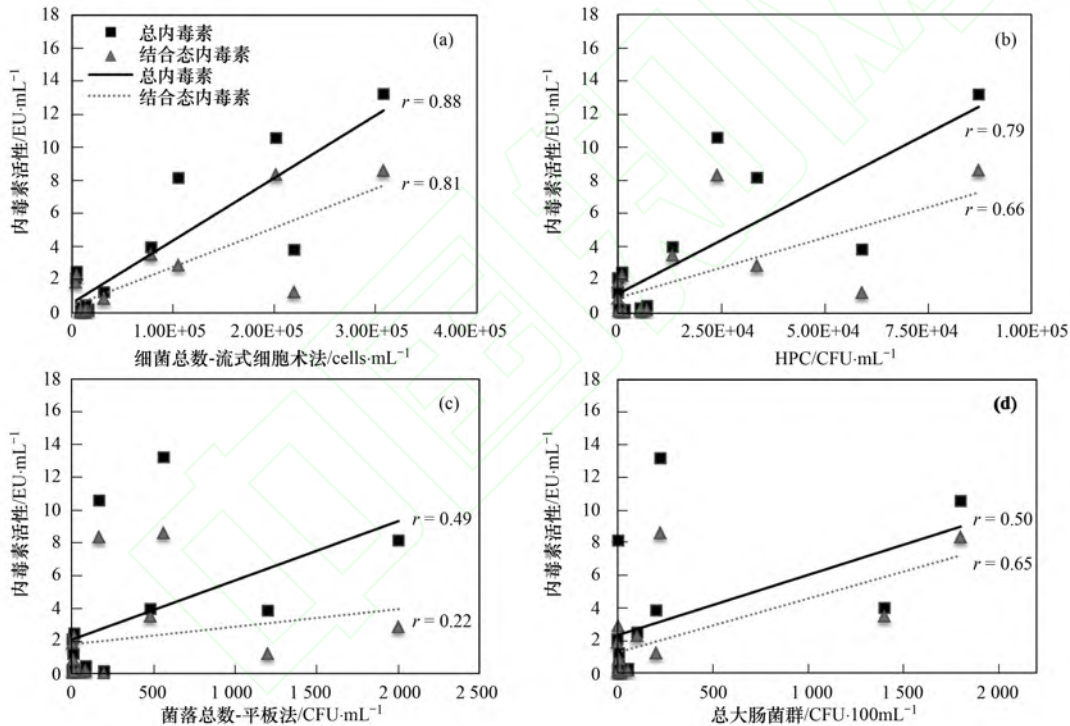 18
16
14
12
10
8
6
4
2
0
内毒素活性/EU·mL⁻¹
■ 总内毒素
▲ 结合态内毒素
总内毒素
结合态内毒素
(a)
r = 0.88
r = 0.81
0.E+00 1.E+05 2.E+05 3.E+05 4.E+05
细菌总数-流式细胞术法/cells·mL⁻¹
18
16
14
12
10
8
6
4
2
0
内毒素活性/EU·mL⁻¹
(b)
r = 0.79
r = 0.66
2.50E+04 5.00E+04 7.50E+04 1.00E+05
HPC/CFU·mL⁻¹
18
16
14
12
10
8
6
4
2
0
内毒素活性/EU·mL⁻¹
(c)
r = 0.49
r = 0.22
0 500 1 000 1 500 2 000 2 500
菌落总数-平板法/CFU·mL⁻¹
18
16
14
12
10
8
6
4
2
0
内毒素活性/EU·mL⁻¹
(d)
r = 0.50
r = 0.65
0 500 1 000 1 500 2 000
总大肠菌群/CFU·100mL⁻¹